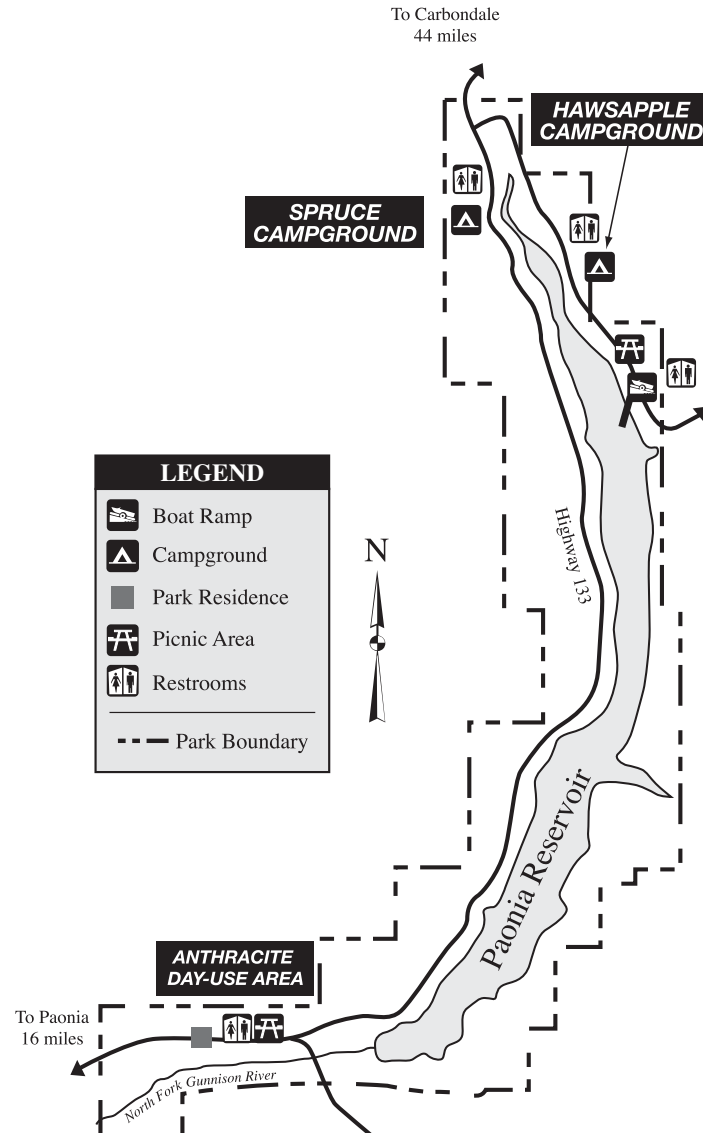 To Carbondale
44 miles
HAWSAPPLE
CAMPGROUND
SPRUCE
CAMPGROUND
LEGEND
Boat Ramp
Campground
Park Residence
Picnic Area
Restrooms
Park Boundary
N
Highway 133
Paonia Reservoir
ANTHRACITE
DAY-USE AREA
To Paonia
16 miles
North Fork Gunnison River